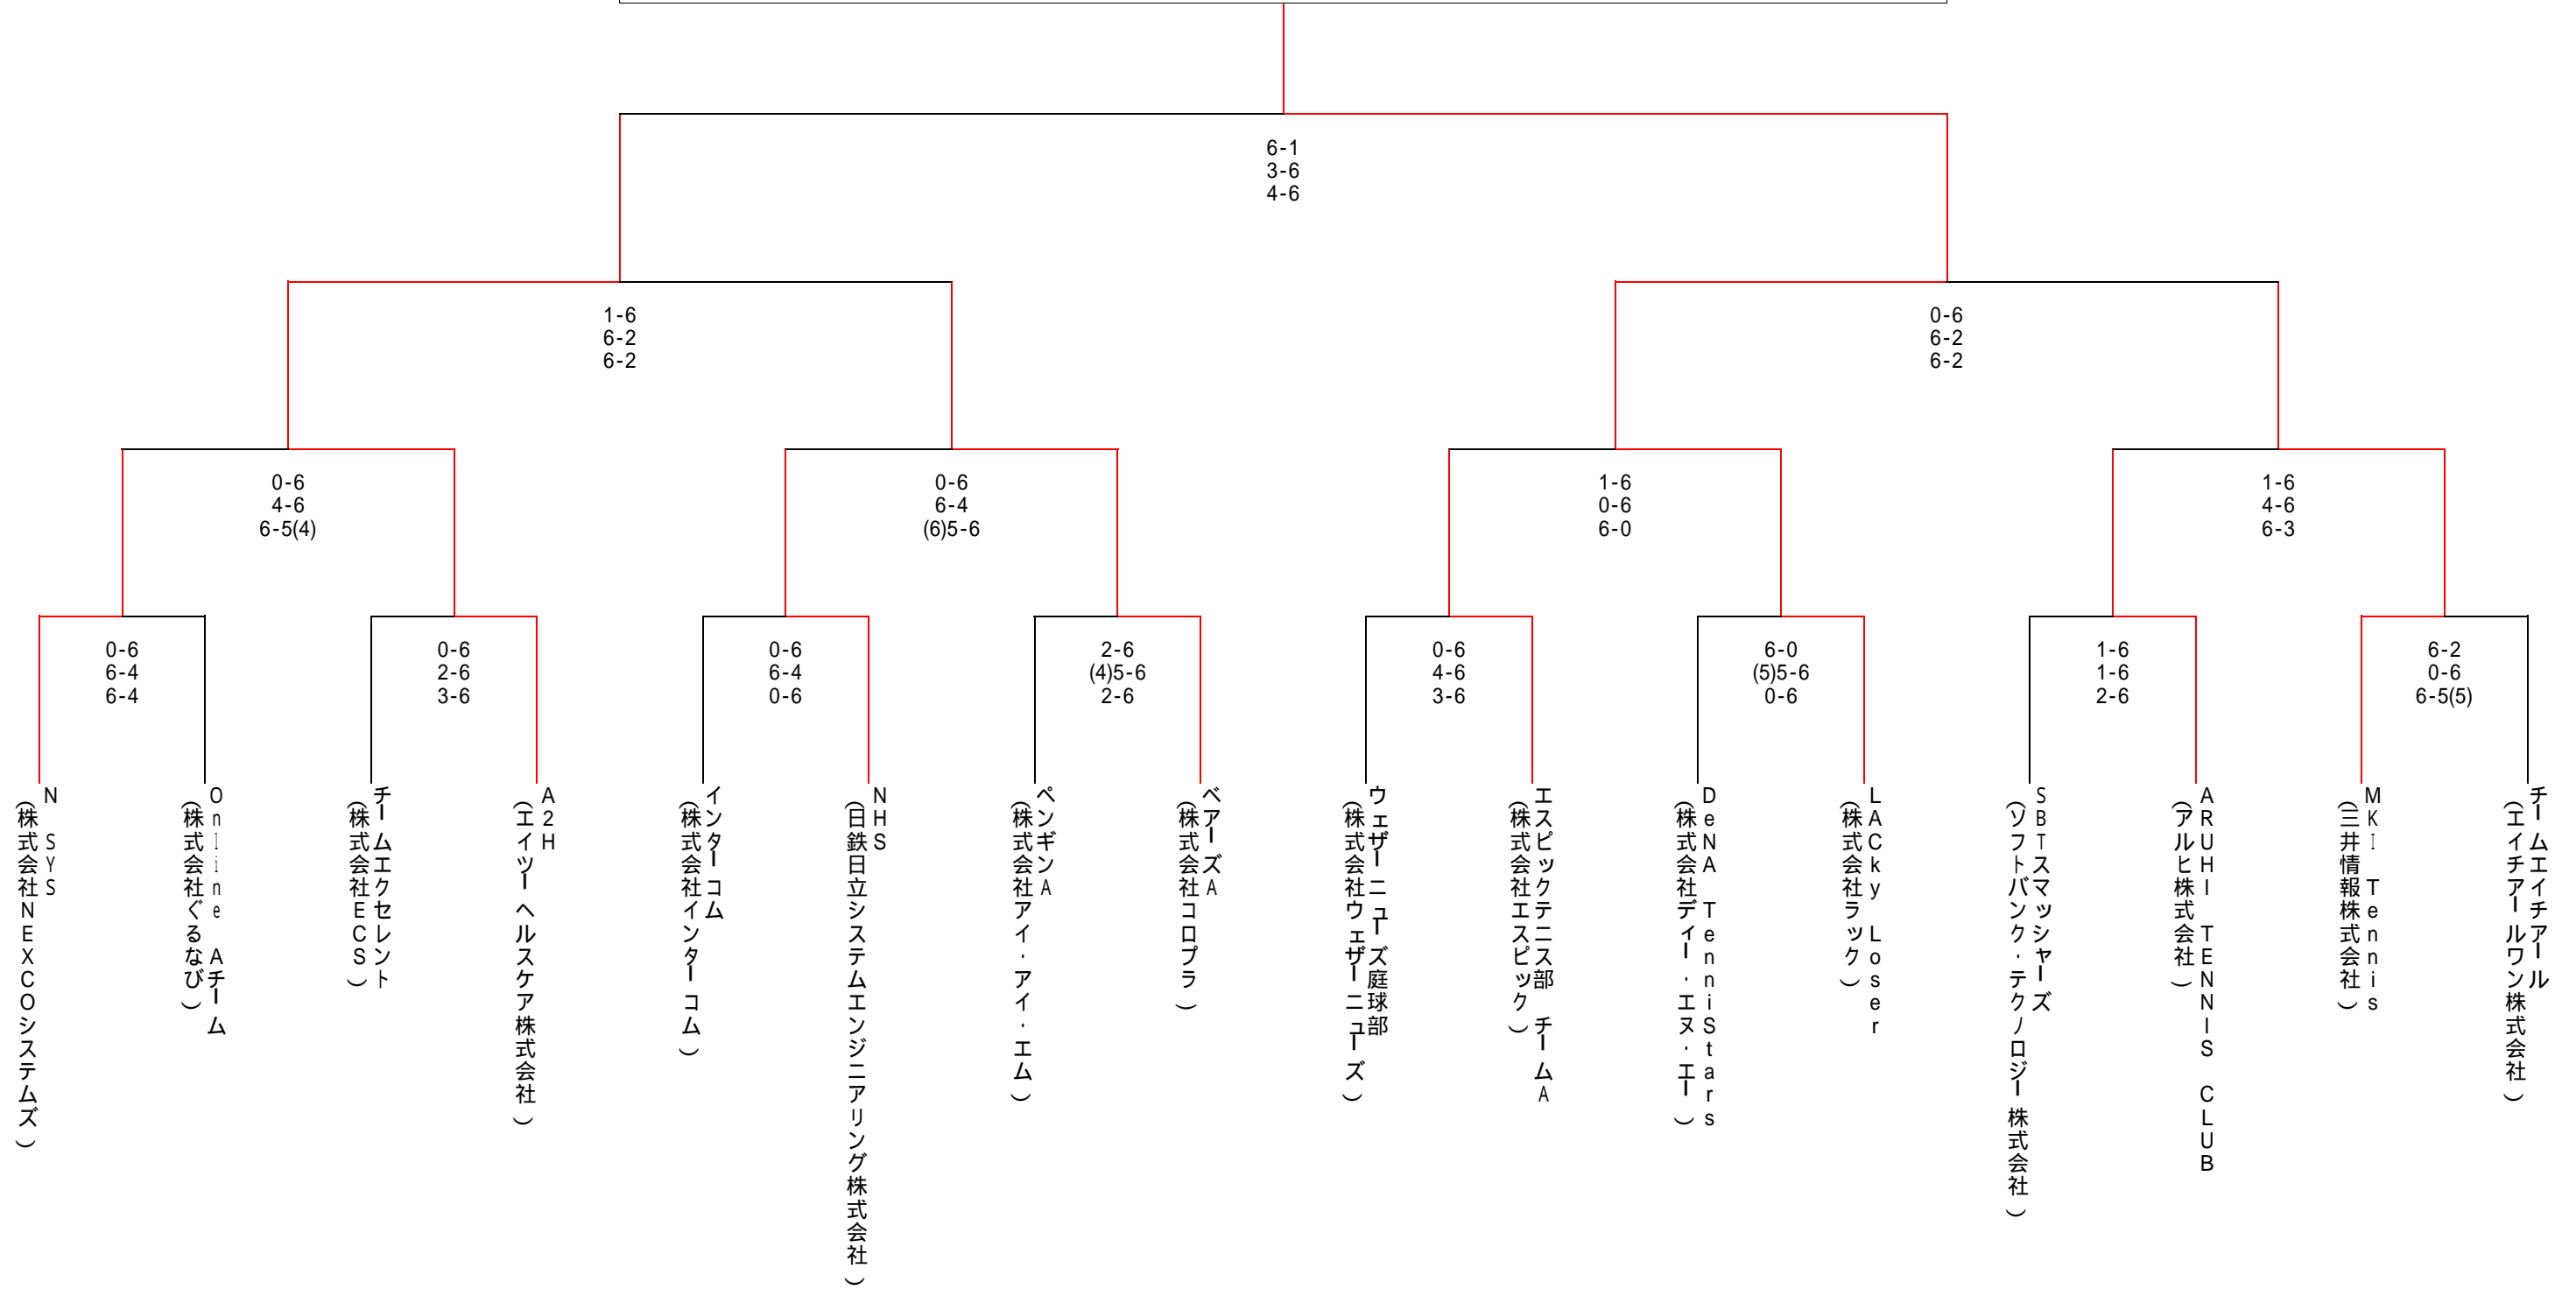 6-1
3-6
4-6
1-6
6-2
6-2
0-6
6-2
6-2
0-6
4-6
6-5(4)
0-6
6-4
(6)5-6
1-6
0-6
6-0
1-6
4-6
6-3
0-6
6-4
6-4
0-6
2-6
3-6
0-6
6-4
0-6
2-6
(4)5-6
2-6
0-6
4-6
3-6
6-0
(5)5-6
0-6
1-6
1-6
2-6
6-2
0-6
6-5(5)
N SYS
(株式会社NEXCOシステムズ)
Online Aチーム
(株式会社ぐるなび)
チームエクセレント
(株式会社ECS)
A2H
(エイツーヘルスケア株式会社)
インターコム
(株式会社インターコム)
NHS
(日鉄日立システムエンジニアリング株式会社)
ペンギンA
(株式会社アイ・アイ・エム)
ベアーズA
(株式会社コロプラ)
ウェザーニューズ庭球部
(株式会社ウェザーニューズ)
エスピックテニス部 チームA
(株式会社エスピック)
DeNA TenniStars
(株式会社ディー・エヌ・エー)
LACky Loser
(株式会社ラック)
SBTスマッシャーズ
(ソフトバンク・テクノロジー株式会社)
ARUHI TENNIS CLUB
(アルヒ株式会社)
MKI Tennis
(三井情報株式会社)
チームエイチアール
(エイチアールワン株式会社)